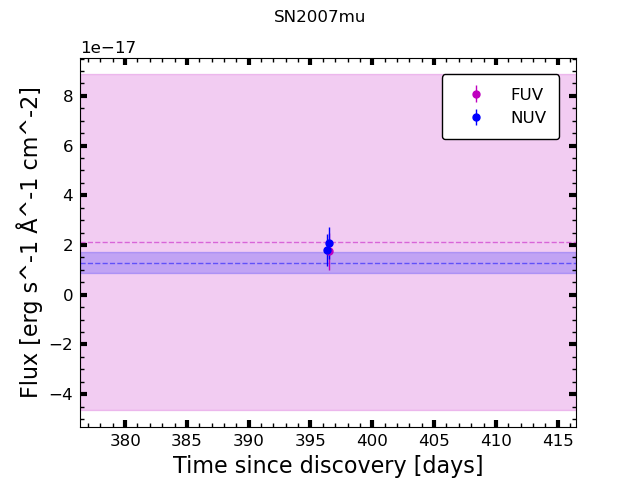 SN2007mu
1e−17
FUV
NUV
8
6
4
2
0
−2
−4
Flux [erg s^-1 Å^-1 cm^-2]
380 385 390 395 400 405 410 415
Time since discovery [days]